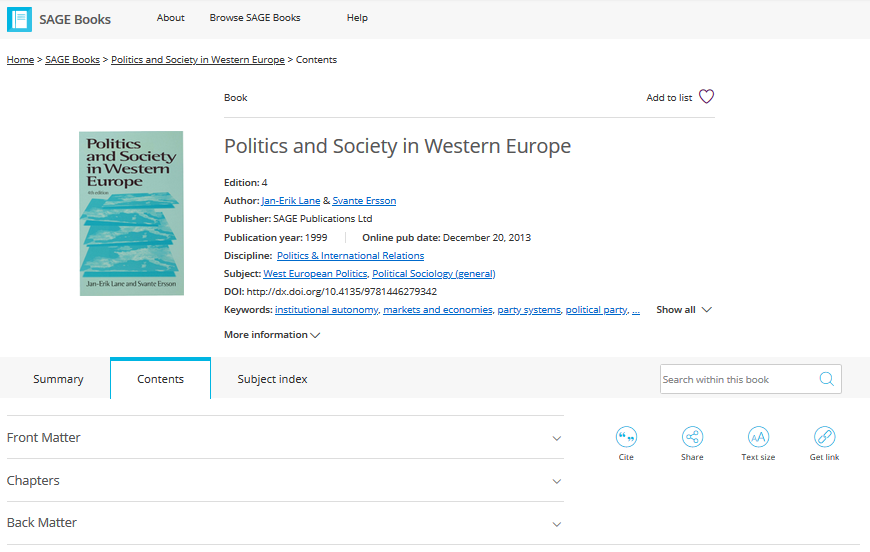 SAGE Books
About
Browse SAGE Books
Help
Home > SAGE Books > Politics and Society in Western Europe > Contents
Book
Add to list
Politics
and Society
in Western
Europe
4th edition
Jan-Erik Lane and Svante Ersson
Politics and Society in Western Europe
Edition: 4
Author: Jan-Erik Lane & Svante Ersson
Publisher: SAGE Publications Ltd
Publication year: 1999 | Online pub date: December 20, 2013
Discipline: Politics & International Relations
Subject: West European Politics, Political Sociology (general)
DOI: http://dx.doi.org/10.4135/9781446279342
Keywords: institutional autonomy, markets and economies, party systems, political party, ...
Show all
More information
Summary
Contents
Subject index
Search within this book
Front Matter
Chapters
Back Matter
Cite
Share
AA
Text size
Get link